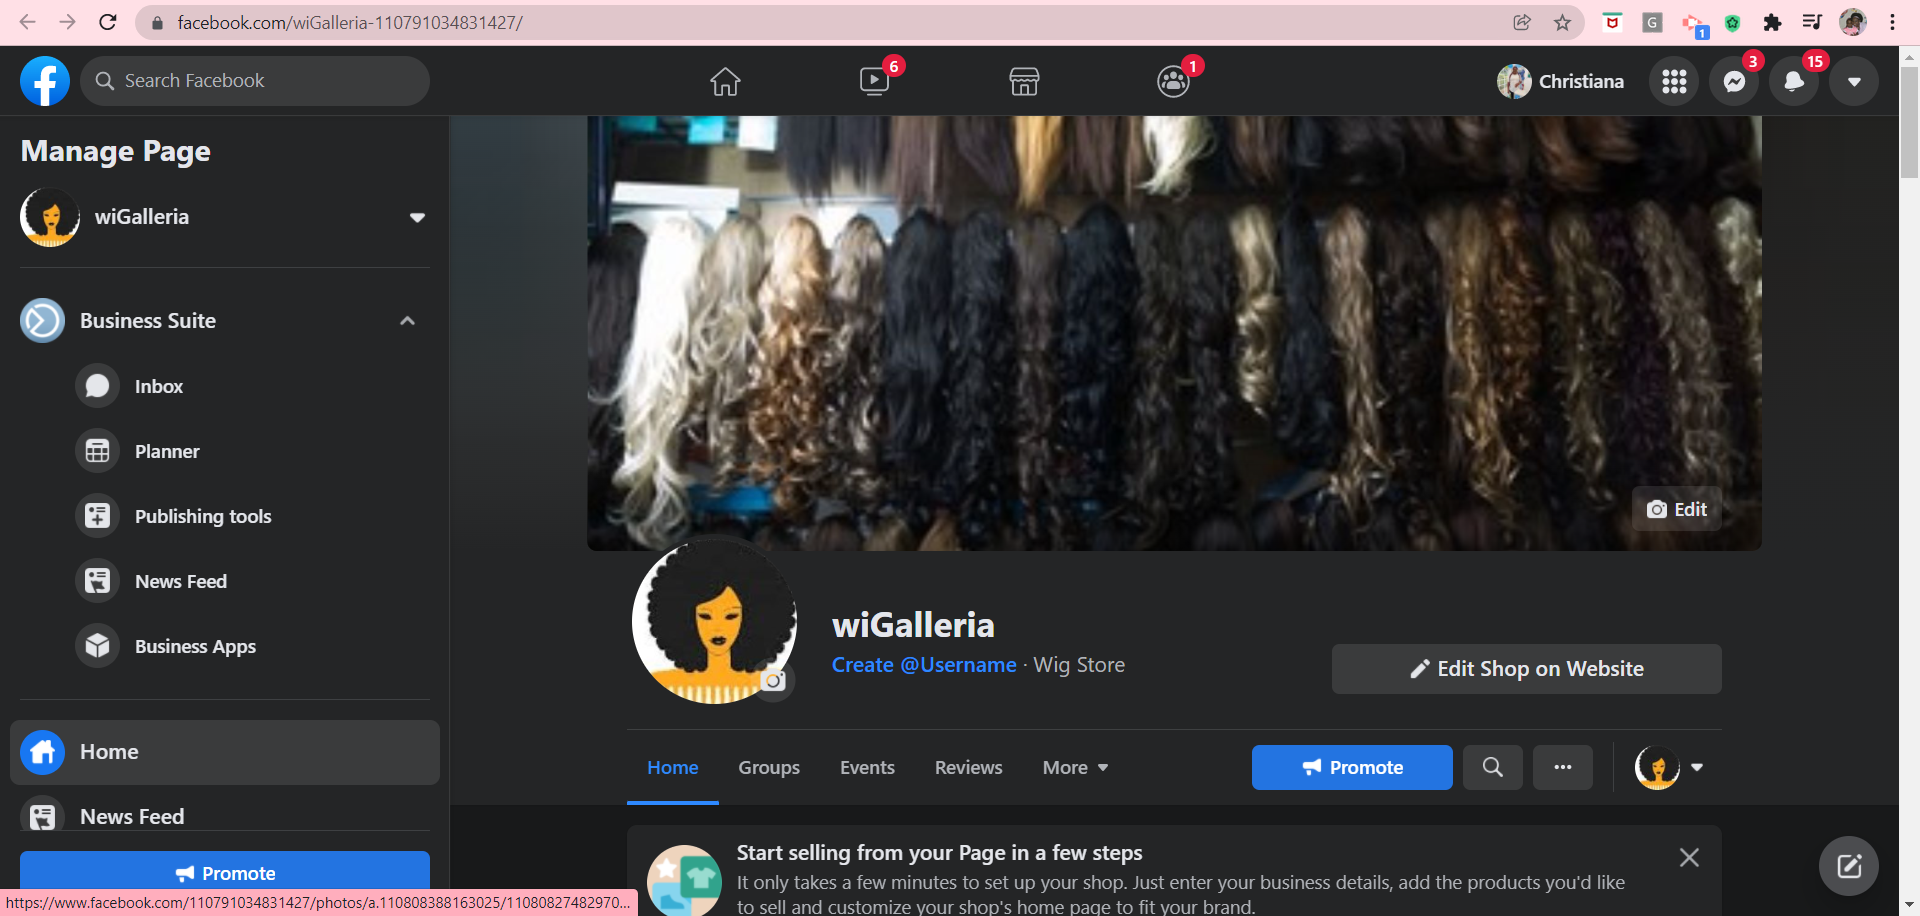 facebook.com/wiGalleria-110791034831427/
G
1
Search Facebook
6
1
Christiana
3
15
Manage Page
wiGalleria
Business Suite
Inbox
Planner
Publishing tools
News Feed
Business Apps
Home
News Feed
Promote
https://www.facebook.com/110791034831427/photos/a.110808388163025/11080827482970...
Edit
wiGalleria
Create @Username · Wig Store
Edit Shop on Website
Home Groups Events Reviews More
Promote
Start selling from your Page in a few steps
It only takes a few minutes to set up your shop. Just enter your business details, add the products you'd like
to sell and customize your shop's home page to fit your brand.